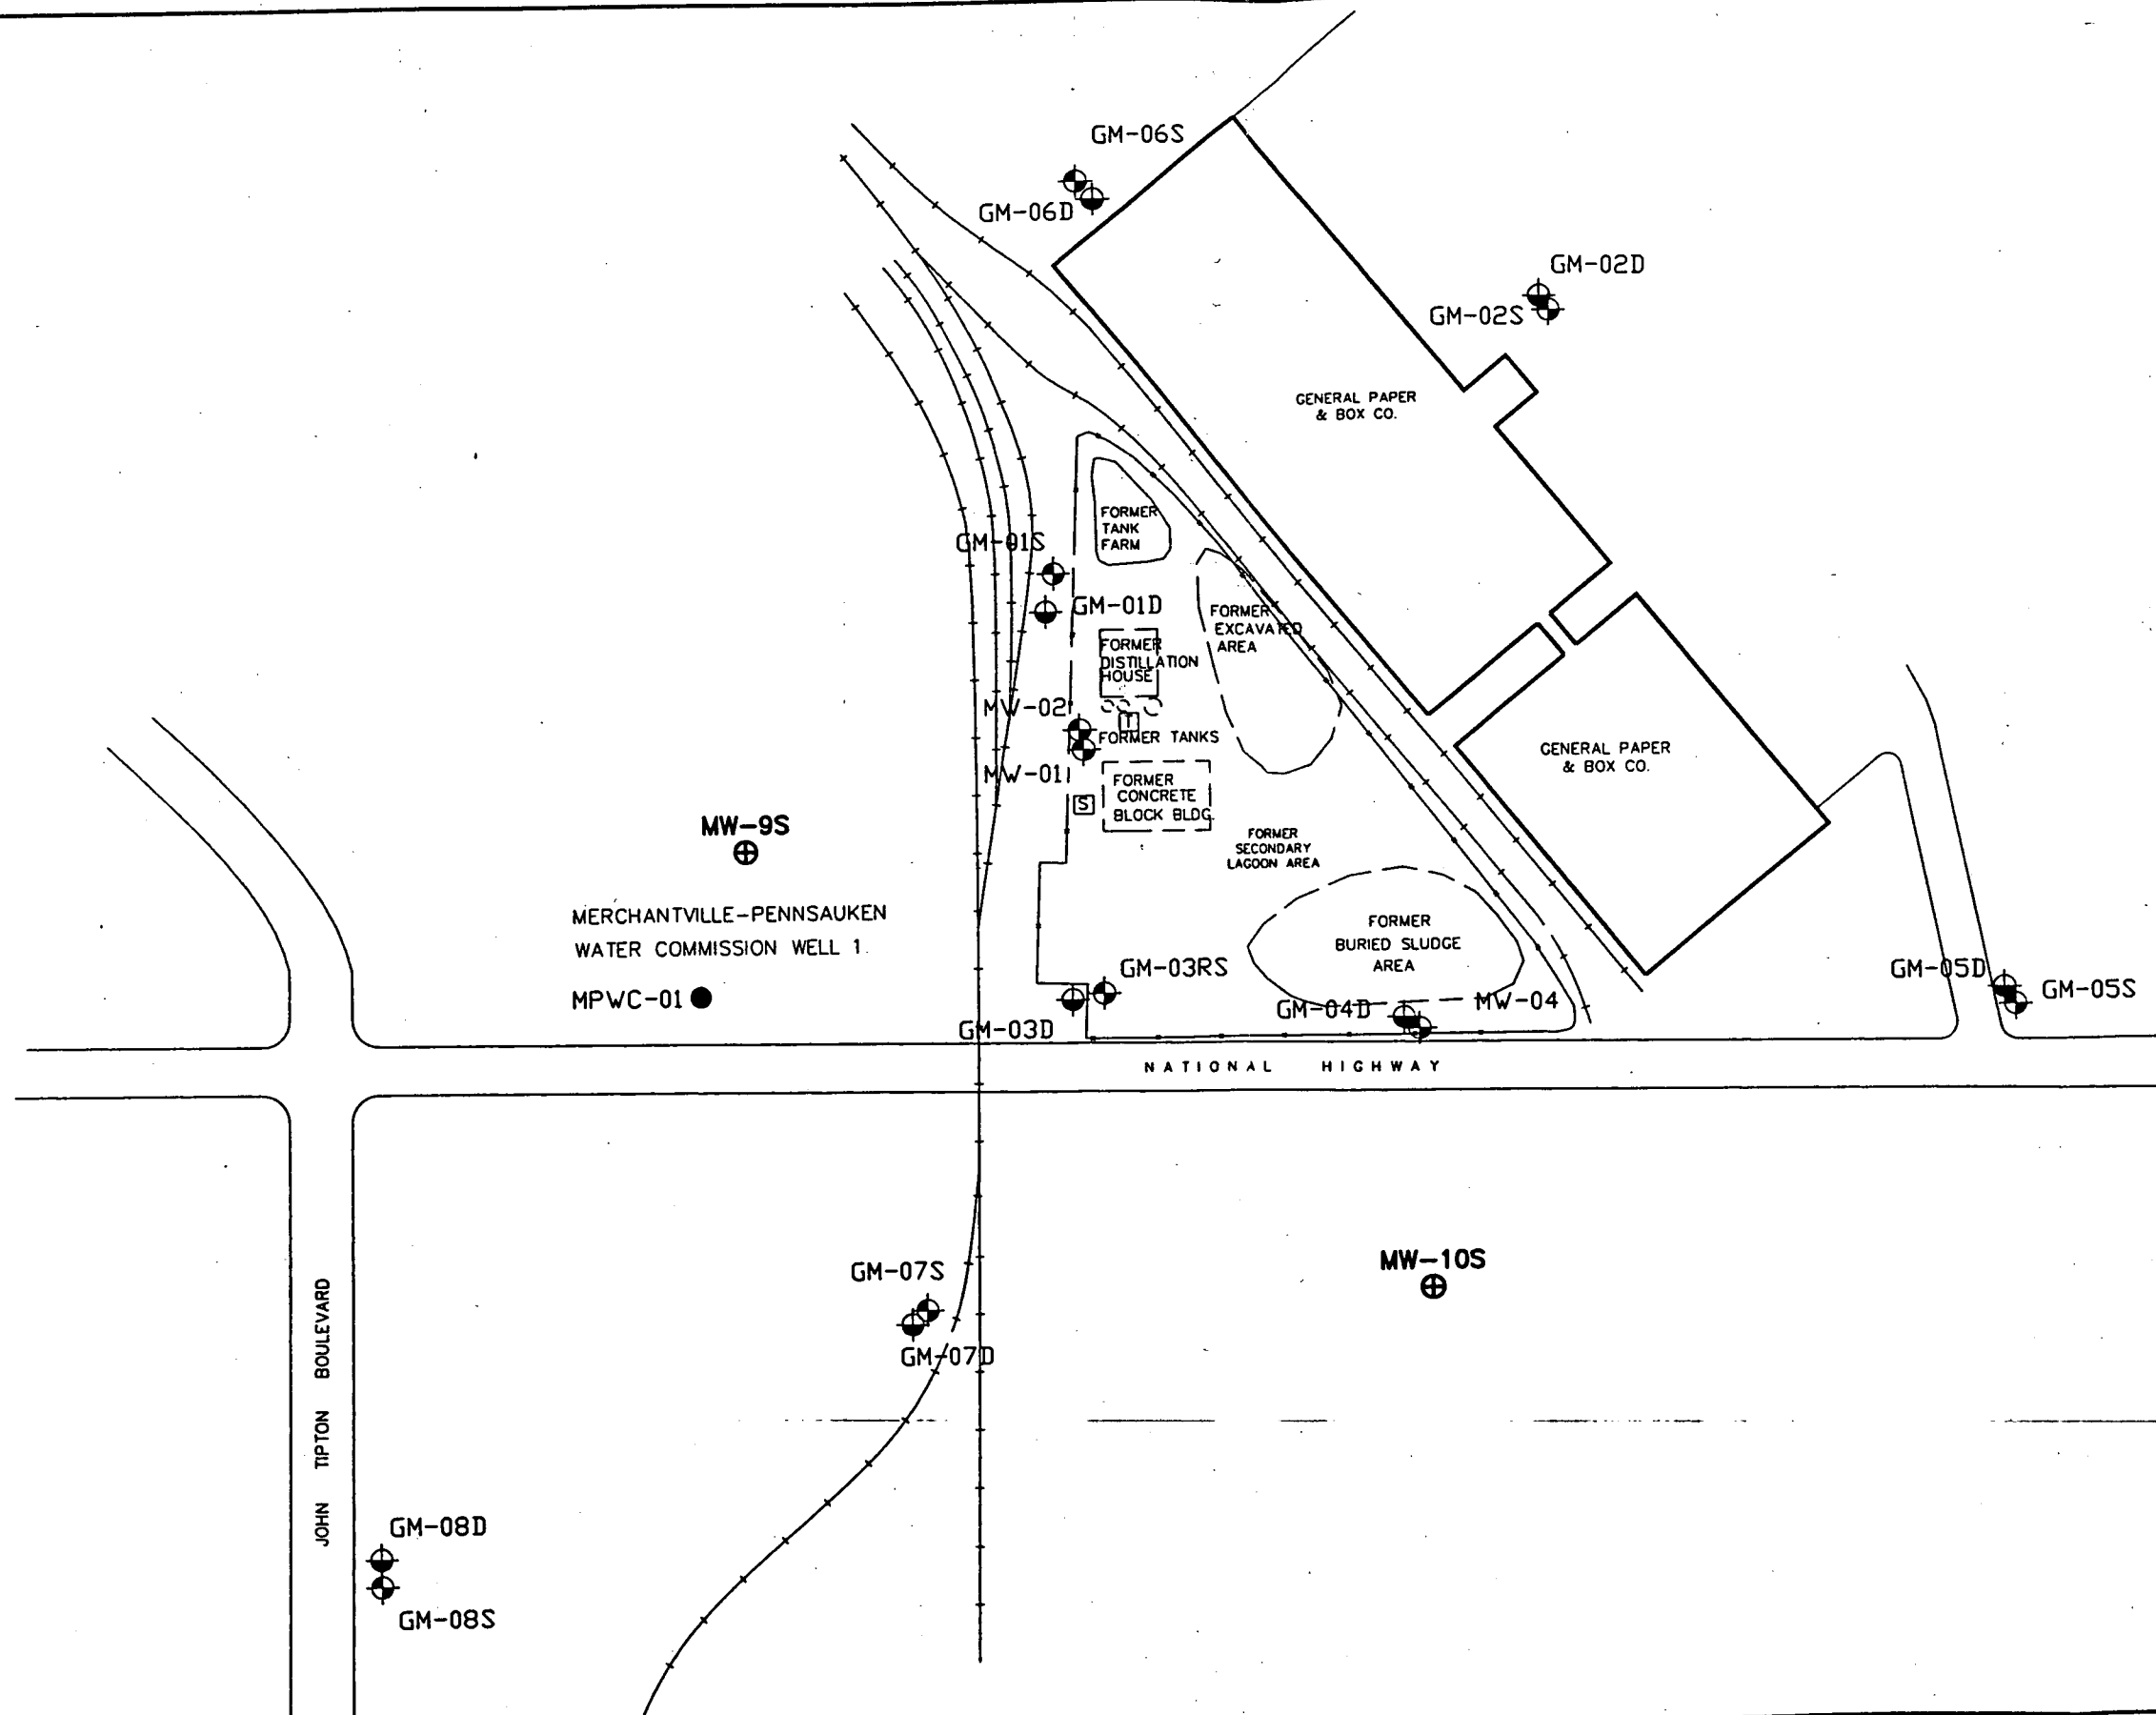 GM-06S
GM-06D
GM-02D
GM-02S
GENERAL PAPER
& BOX CO.
FORMER
TANK
FARM
GM-01S
GM-01D
FORMER
EXCAVATED
AREA
FORMER
DISTILLATION
HOUSE
MW-02
T
FORMER TANKS
MW-01
FORMER
CONCRETE
BLOCK BLDG.
S
GENERAL PAPER
& BOX CO.
MW-9S
FORMER
SECONDARY
LAGOON AREA
MERCHANTVILLE-PENNSAUKEN
WATER COMMISSION WELL 1.
MPWC-01
FORMER
BURIED SLUDGE
AREA
GM-03RS
GM-03D
GM-04D
MW-04
GM-05D
GM-05S
NATIONAL HIGHWAY
GM-07S
GM-07D
MW-10S
JOHN TIPTON BOULEVARD
GM-08D
GM-08S